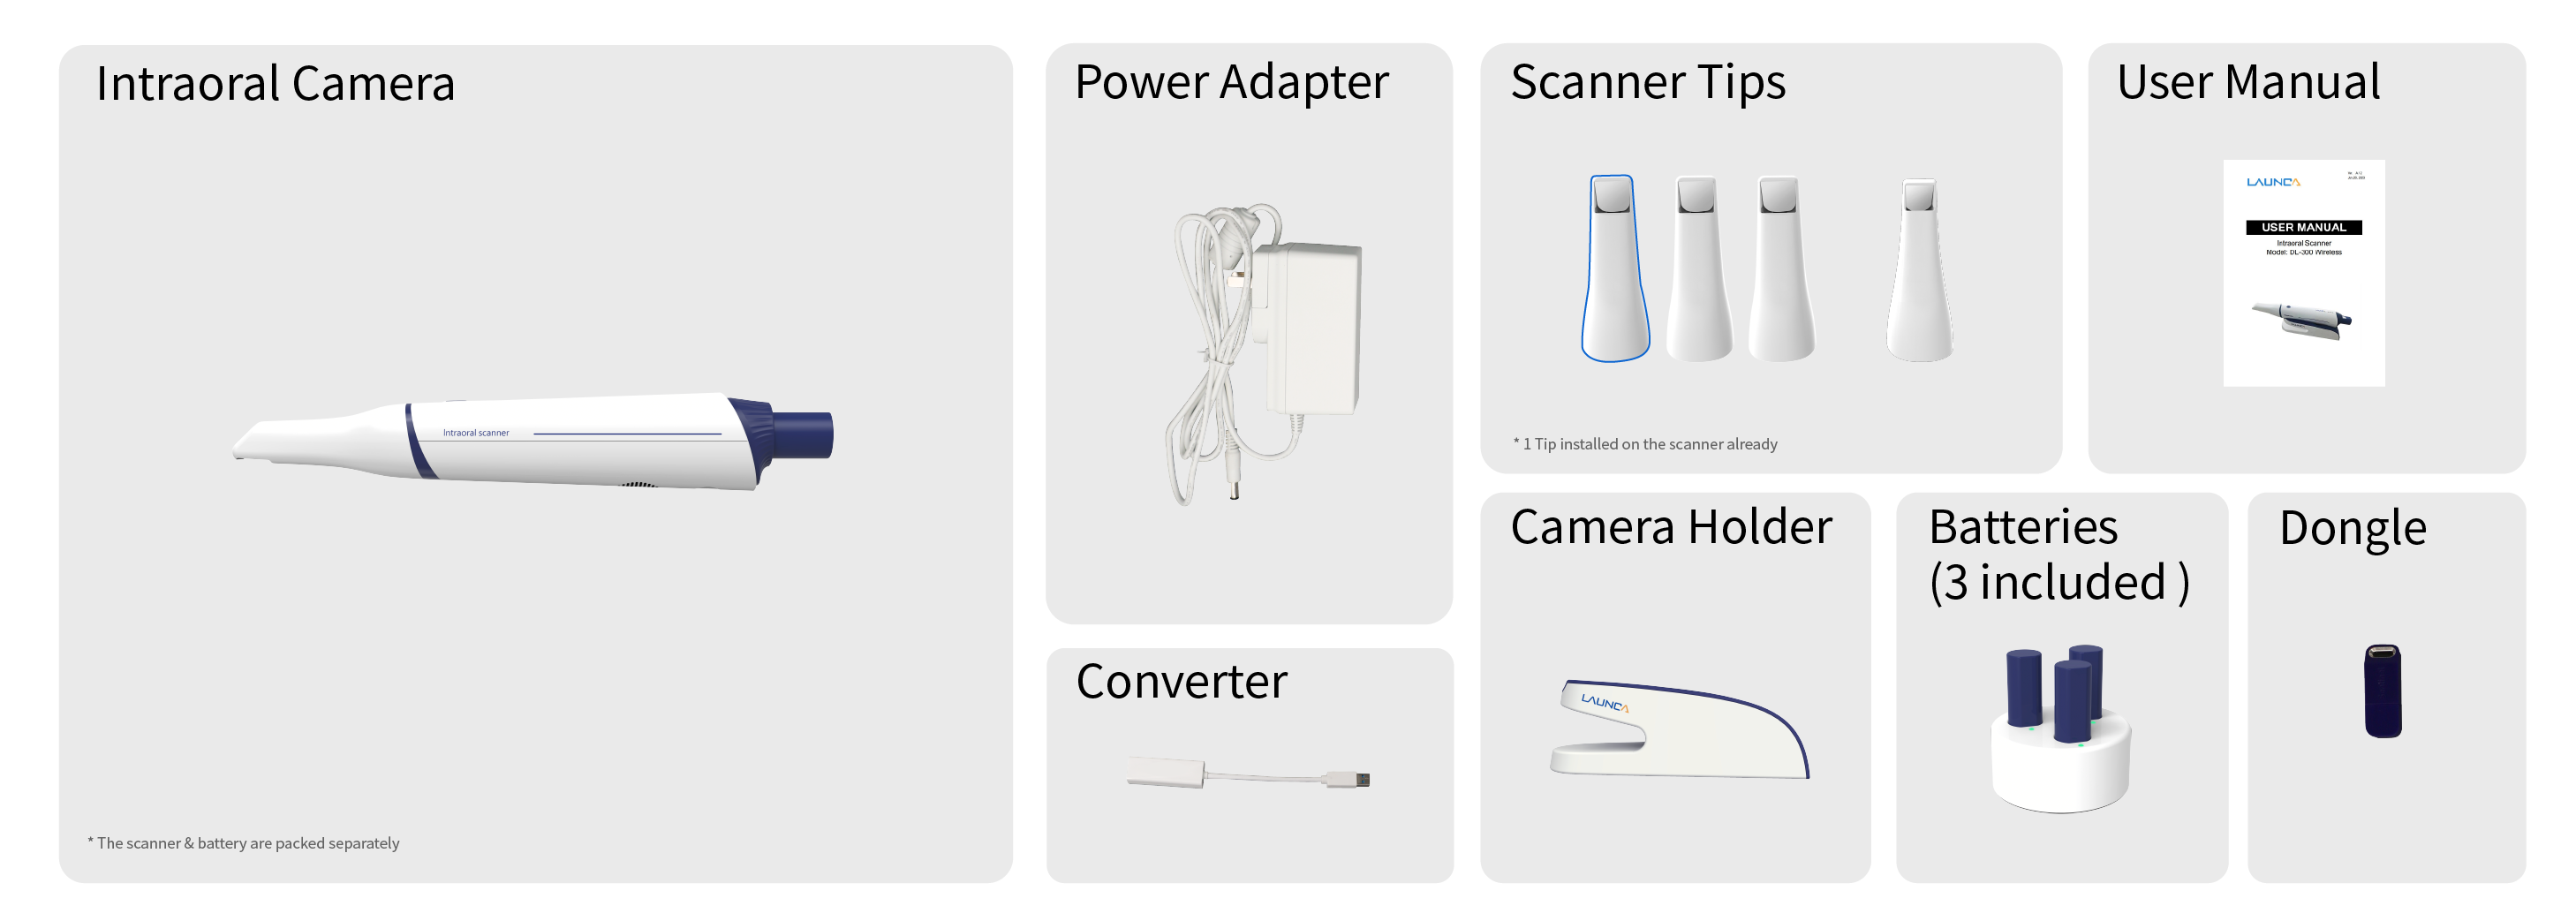 Intraoral Camera
Intraoral scanner
* The scanner & battery are packed separately
Power Adapter
Converter
Scanner Tips
* 1 Tip installed on the scanner already
User Manual
LAUNCA
USER MANUAL
Intraoral Scanner
Model: DL-300 Wireless
Camera Holder
LAUNCA
Batteries
(3 included )
Dongle